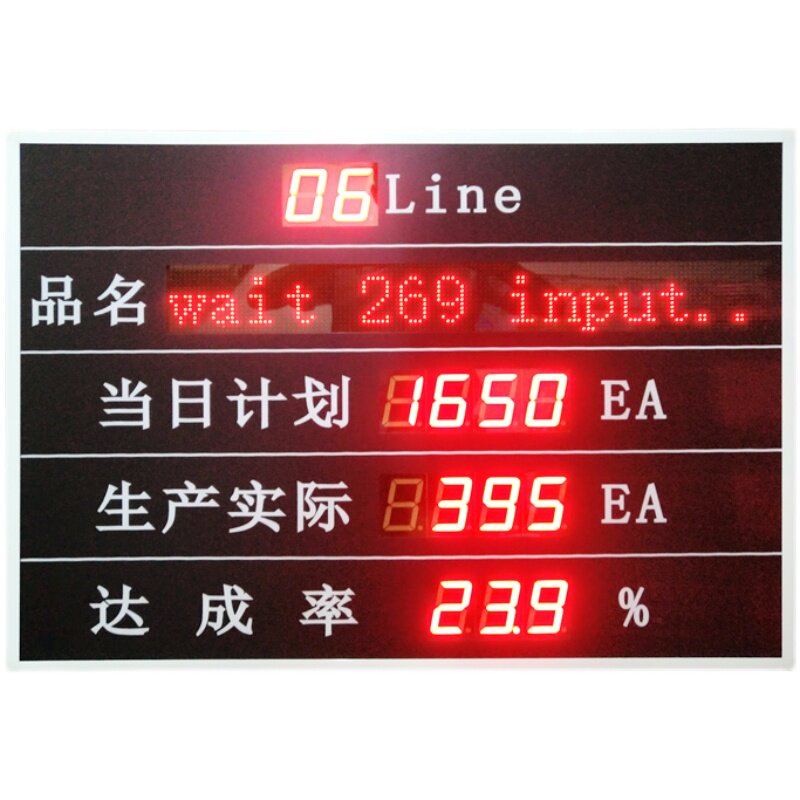 06 Line
品名 wait 269 input..
当日计划 1650 EA
生产实际 395 EA
达成率 23.9 %